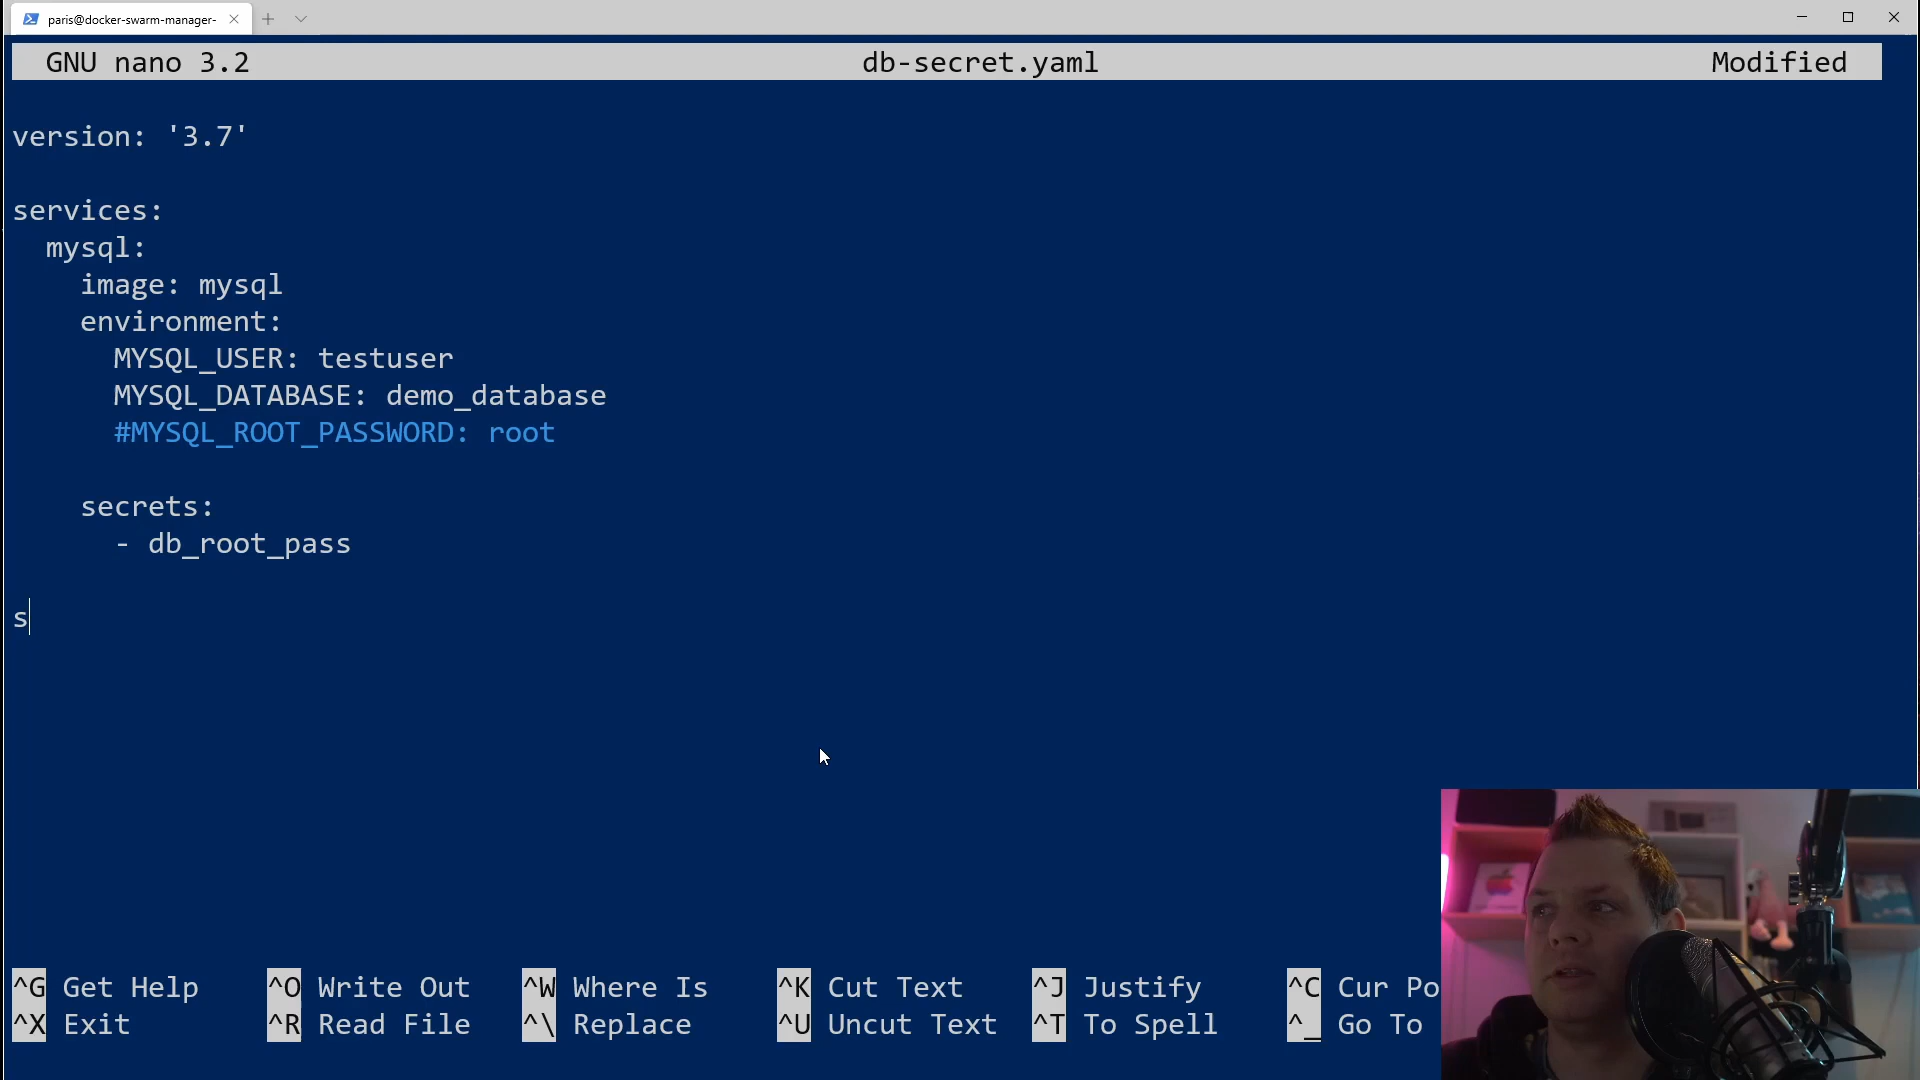 paris@docker-swarm-manager-
GNU nano 3.2 db-secret.yaml Modified
version: '3.7'
services:
  mysql:
    image: mysql
    environment:
      MYSQL_USER: testuser
      MYSQL_DATABASE: demo_database
      #MYSQL_ROOT_PASSWORD: root
    secrets:
      - db_root_pass
s
^G Get Help ^O Write Out ^W Where Is ^K Cut Text ^J Justify ^C Cur Po
^X Exit ^R Read File ^\ Replace ^U Uncut Text ^T To Spell ^_ Go To